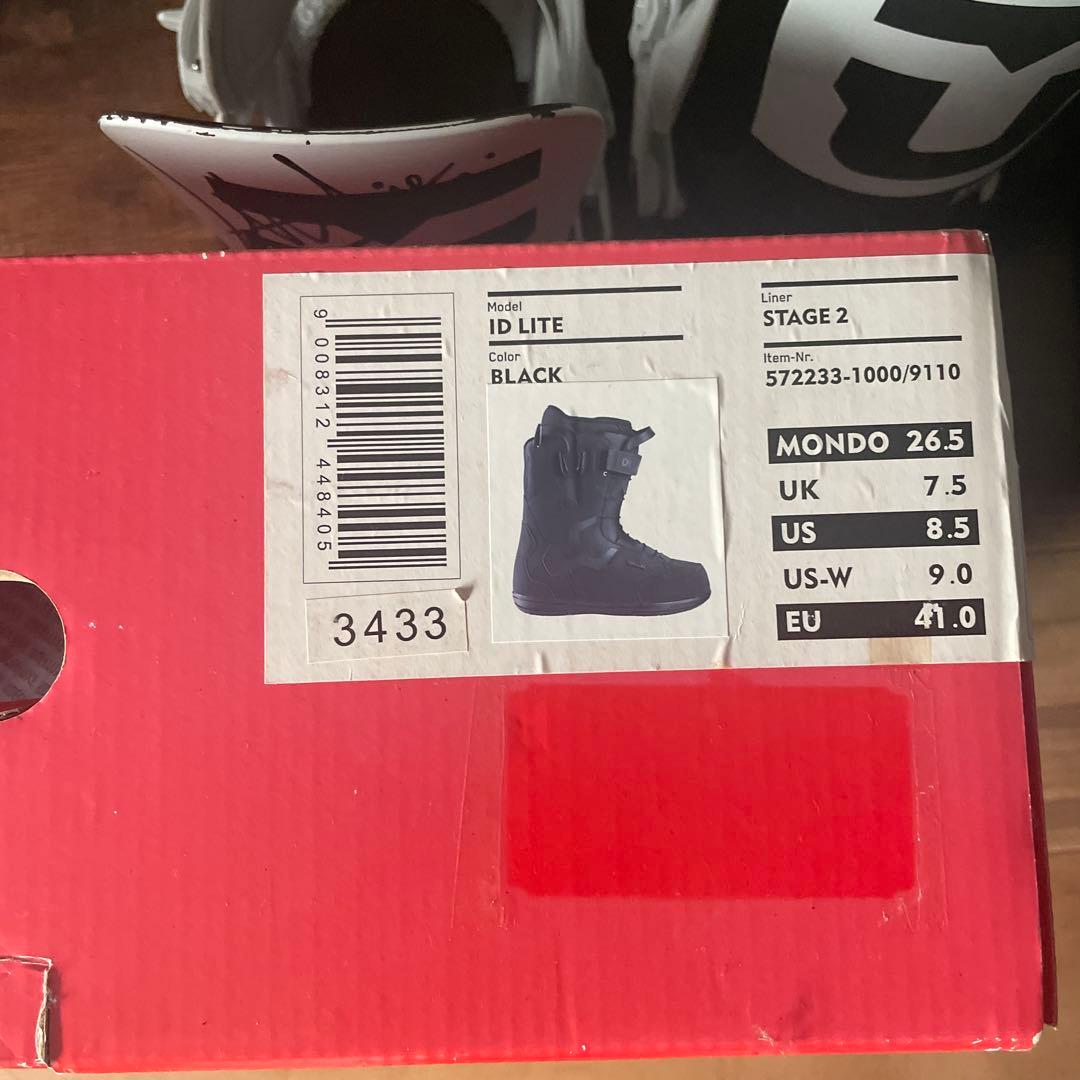 9 008312 448405
3433
Model
ID LITE
Color
BLACK
Liner
STAGE 2
Item-Nr.
572233-1000/9110
MONDO 26.5
UK 7.5
US 8.5
US-W 9.0
EU 41.0